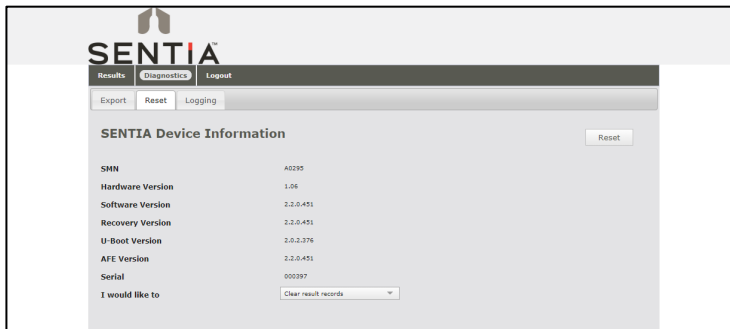 SENTIA™
Results Diagnostics Logout
Export Reset Logging
SENTIA Device Information Reset
SMN A0295
Hardware Version 1.06
Software Version 2.2.0.451
Recovery Version 2.2.0.451
U-Boot Version 2.0.2.376
AFE Version 2.2.0.451
Serial 000397
I would like to Clear result records